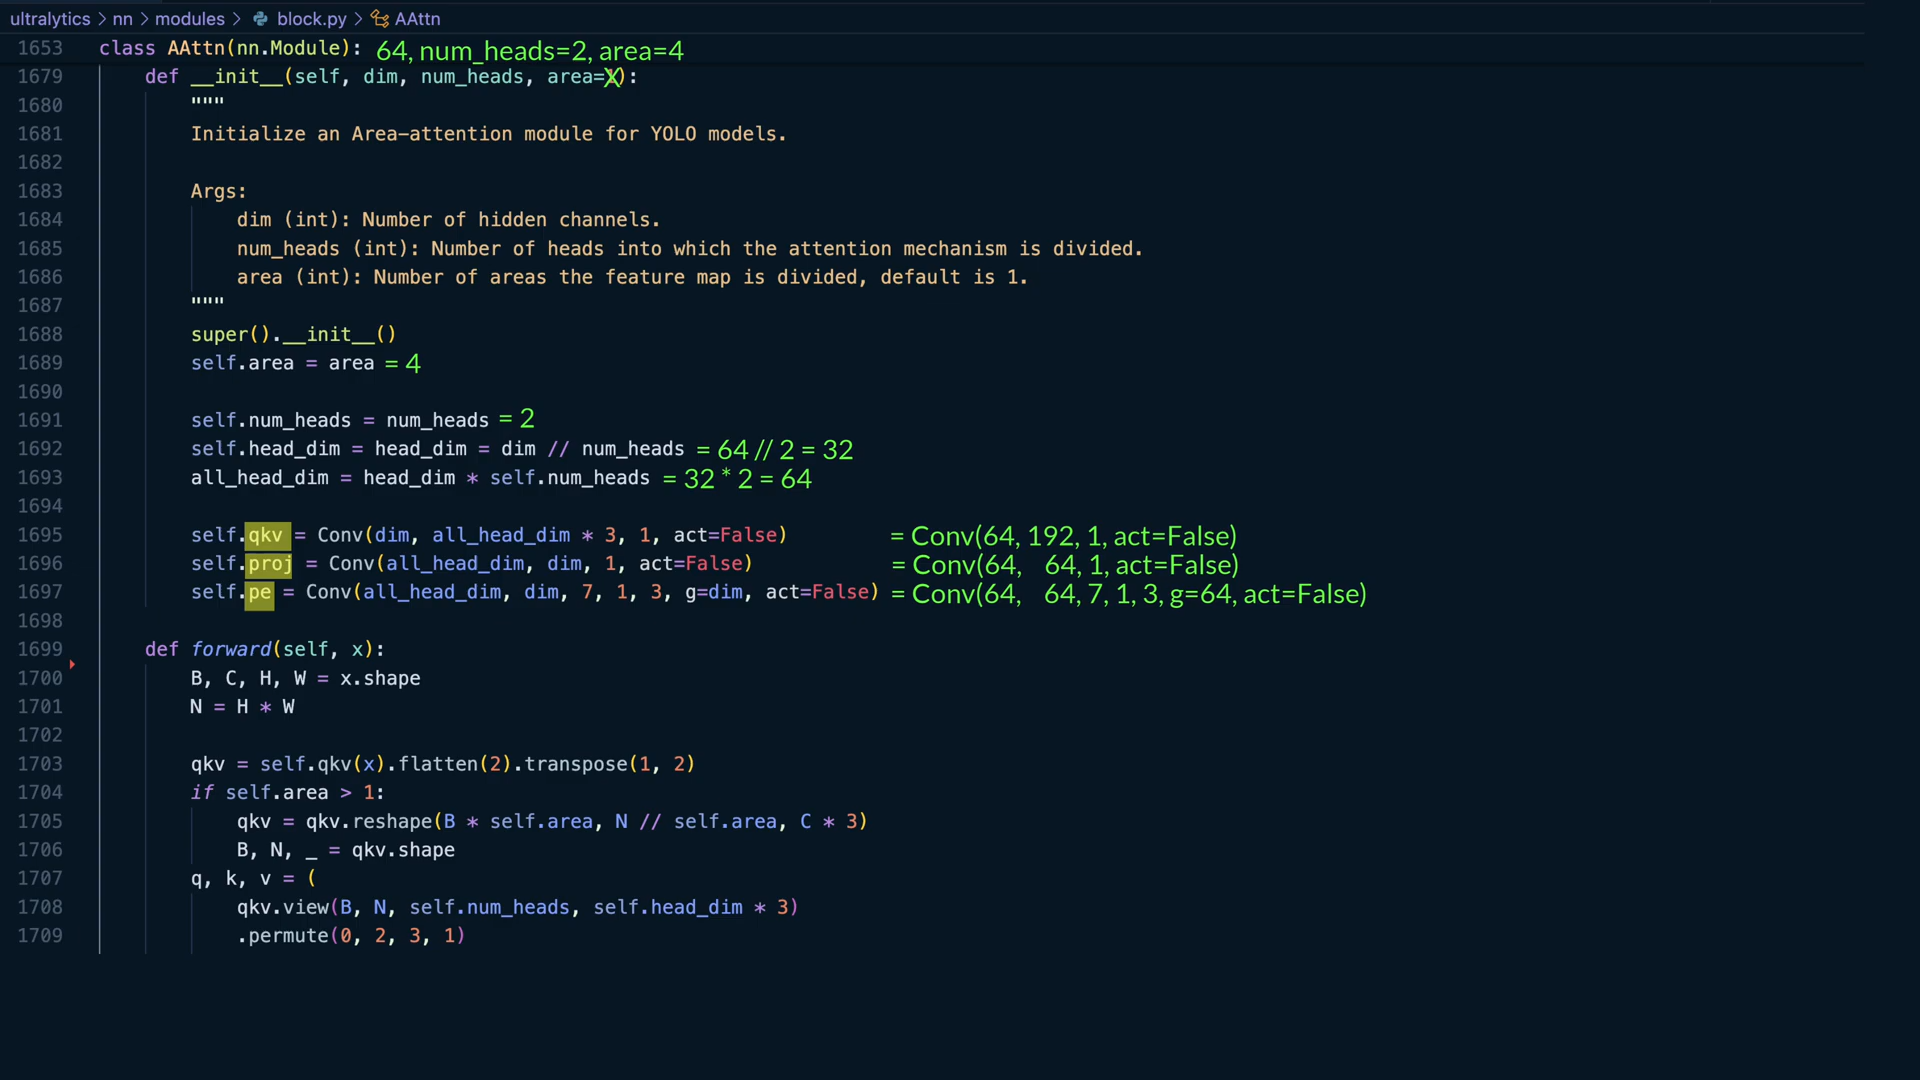 ultralytics > nn > modules > block.py > AAttn
1653 class AAttn(nn.Module): 64, num_heads=2, area=4
1679 def __init__(self, dim, num_heads, area=):
1680 """
1681 Initialize an Area-attention module for YOLO models.
1682
1683 Args:
1684 dim (int): Number of hidden channels.
1685 num_heads (int): Number of heads into which the attention mechanism is divided.
1686 area (int): Number of areas the feature map is divided, default is 1.
1687 """
1688 super().__init__()
1689 self.area = area = 4
1690
1691 self.num_heads = num_heads = 2
1692 self.head_dim = head_dim = dim // num_heads = 64 // 2 = 32
1693 all_head_dim = head_dim * self.num_heads = 32 * 2 = 64
1694
1695 self.qkv = Conv(dim, all_head_dim * 3, 1, act=False) = Conv(64, 192, 1, act=False)
1696 self.proj = Conv(all_head_dim, dim, 1, act=False) = Conv(64, 64, 1, act=False)
1697 self.pe = Conv(all_head_dim, dim, 7, 1, 3, g=dim, act=False) = Conv(64, 64, 7, 1, 3, g=64, act=False)
1698
1699 def forward(self, x):
1700 B, C, H, W = x.shape
1701 N = H * W
1702
1703 qkv = self.qkv(x).flatten(2).transpose(1, 2)
1704 if self.area > 1:
1705 qkv = qkv.reshape(B * self.area, N // self.area, C * 3)
1706 B, N, _ = qkv.shape
1707 q, k, v = (
1708 qkv.view(B, N, self.num_heads, self.head_dim * 3)
1709 .permute(0, 2, 3, 1)